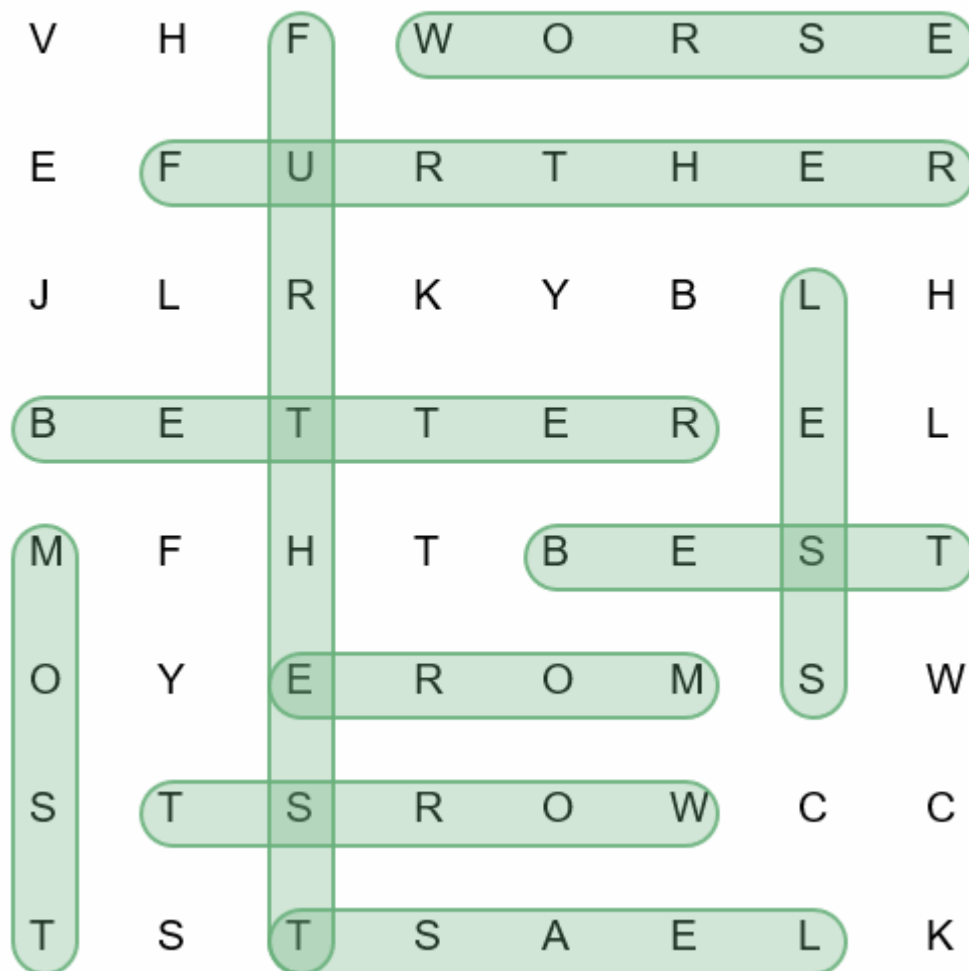 V H F W O R S E
E F U R T H E R
J L R K Y B L H
B E T T E R E L
M F H T B E S T
O Y E R O M S W
S T S R O W C C
T S T S A E L K